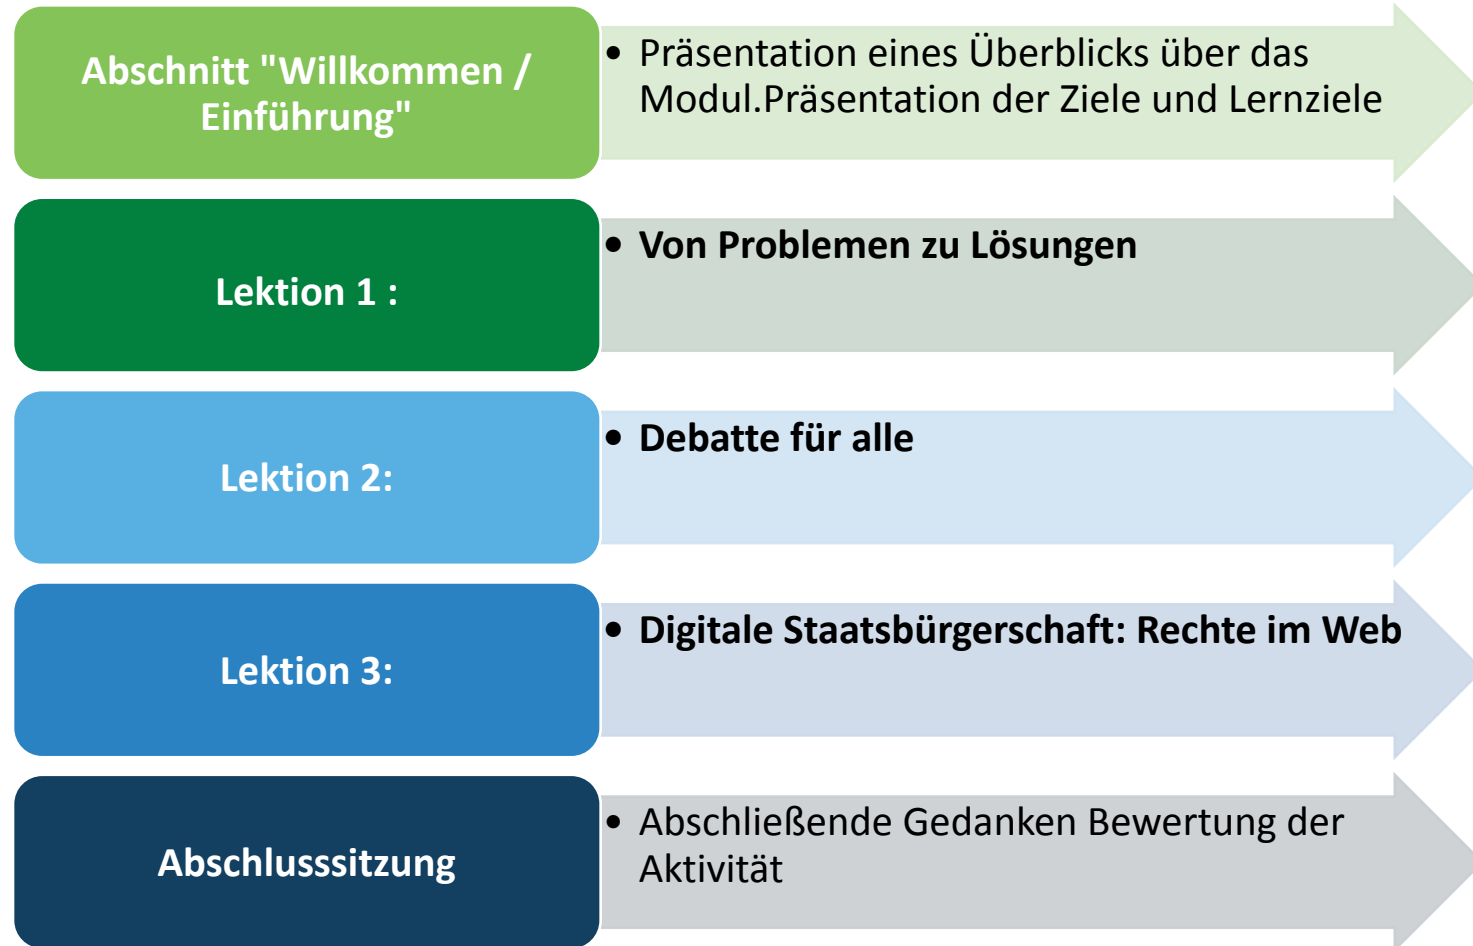 Abschnitt "Willkommen /
Einführung"
• Präsentation eines Überblicks über das
Modul.Präsentation der Ziele und Lernziele
Lektion 1 :
• Von Problemen zu Lösungen
Lektion 2:
• Debatte für alle
Lektion 3:
• Digitale Staatsbürgerschaft: Rechte im Web
Abschlusssitzung
• Abschließende Gedanken Bewertung der
Aktivität